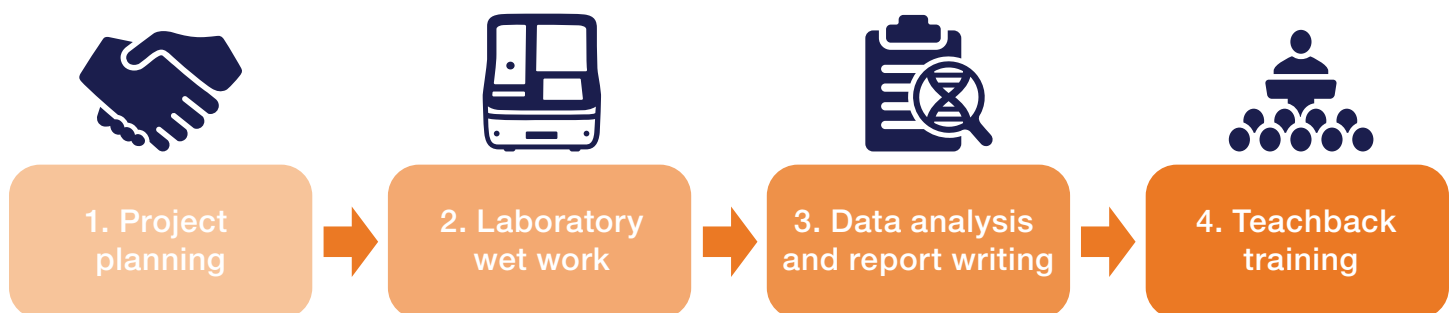 1. Project
planning
2. Laboratory
wet work
3. Data analysis
and report writing
4. Teachback
training